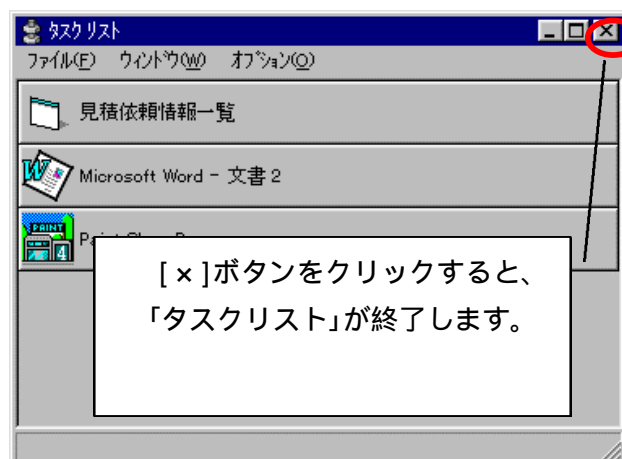 タスクリスト
ファイル(F) ウィンドウ(W) オプション(O)
見積依頼情報一覧
Microsoft Word - 文書 2
PAINT
4
[×]ボタンをクリックすると、
「タスクリスト」が終了します。